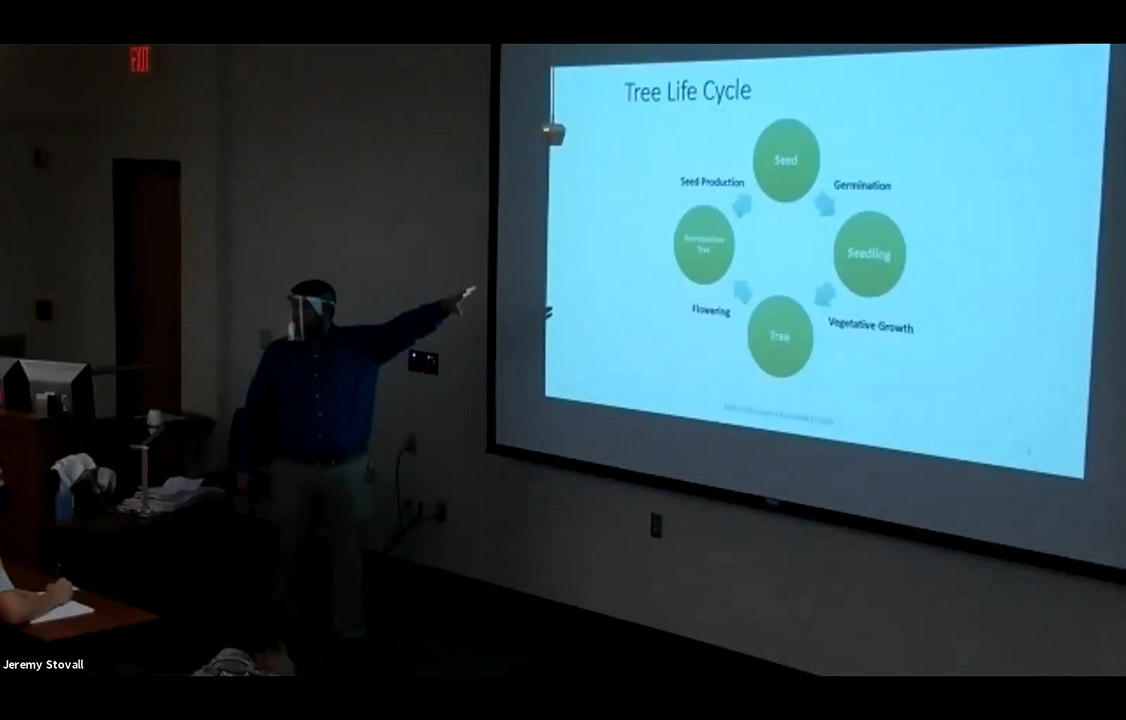 EXIT
Tree Life Cycle
Seed
Seed Production
Germination
Reproductive
Tree
Seedling
Flowering
Vegetative Growth
Tree
Jeremy Stovall